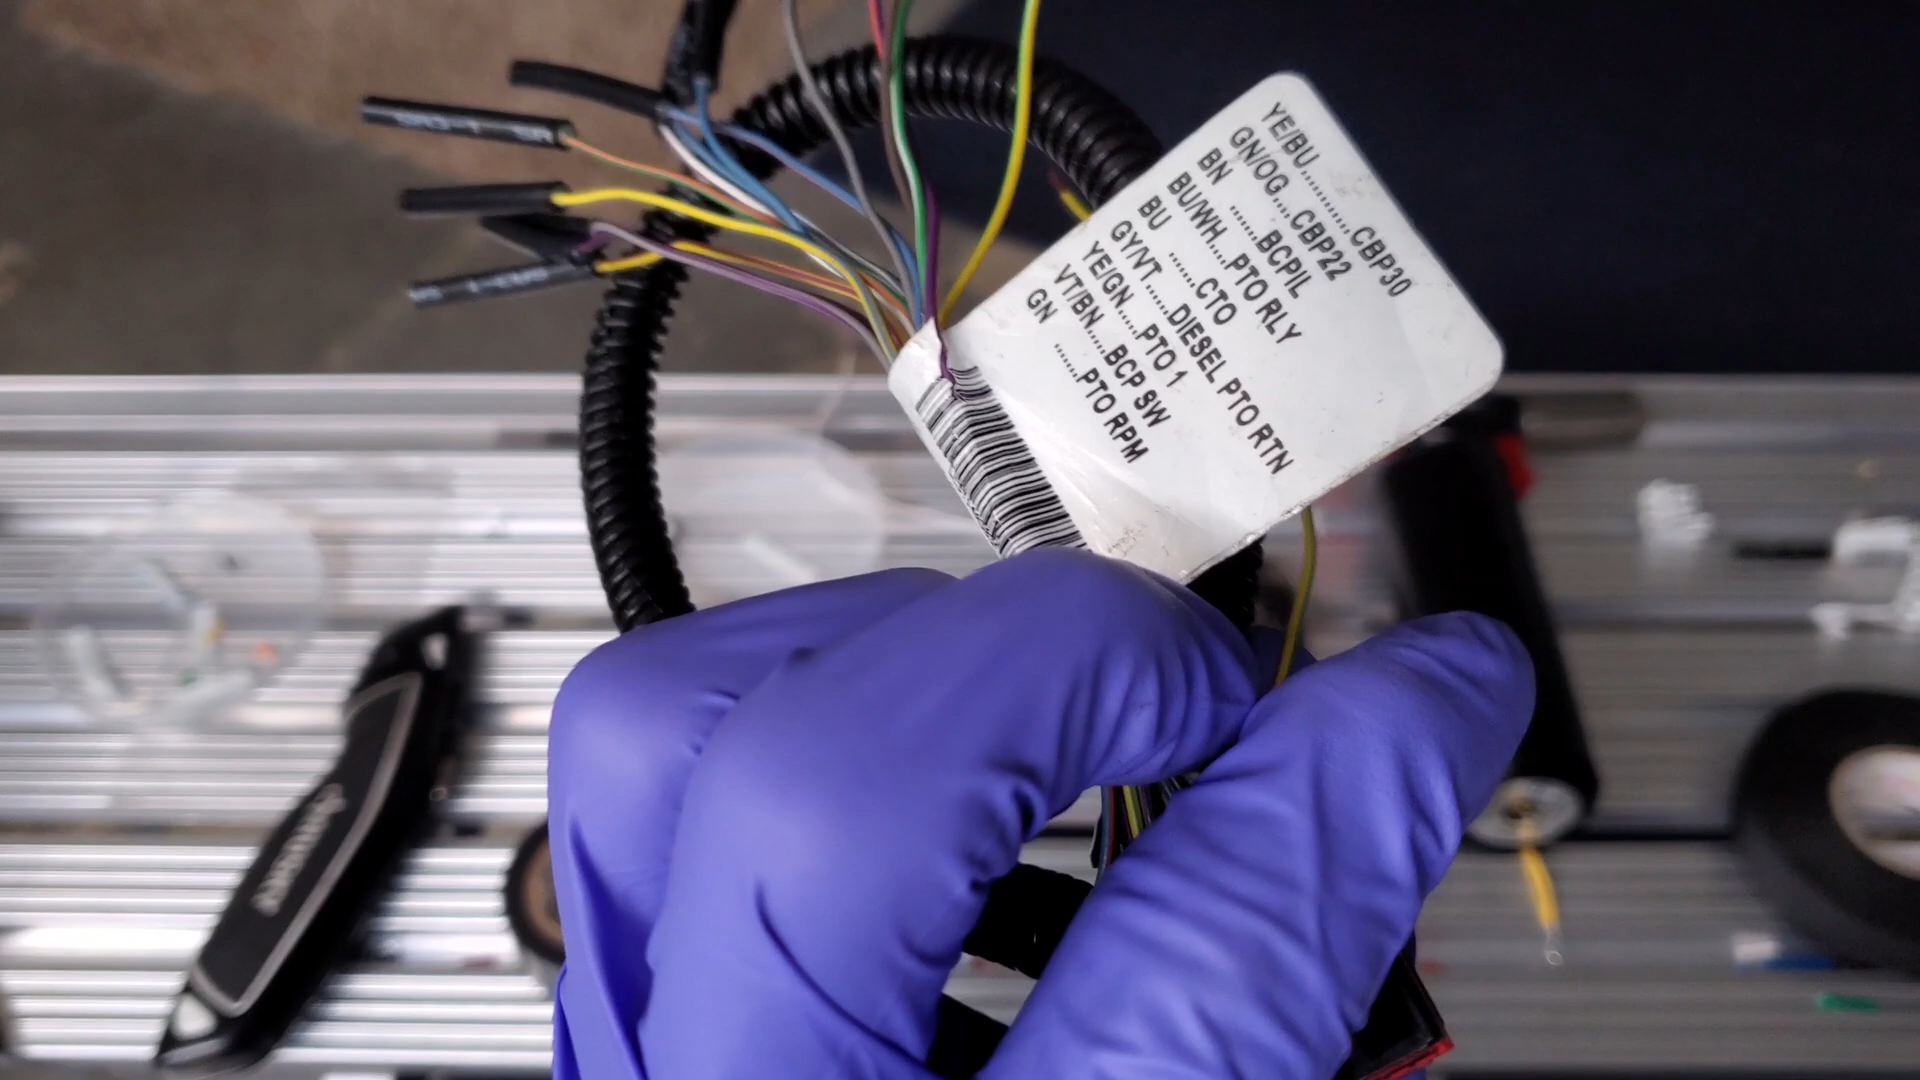 YE/BU............CBP30
GN/OG....CBP22
BN ........BCPIL
BU/WH....PTO RLY
BU ........CTO
GY/VT ......DIESEL PTO RTN
YE/GN.....PTO 1
VT/BN.....BCP SW
GN .......PTO RPM